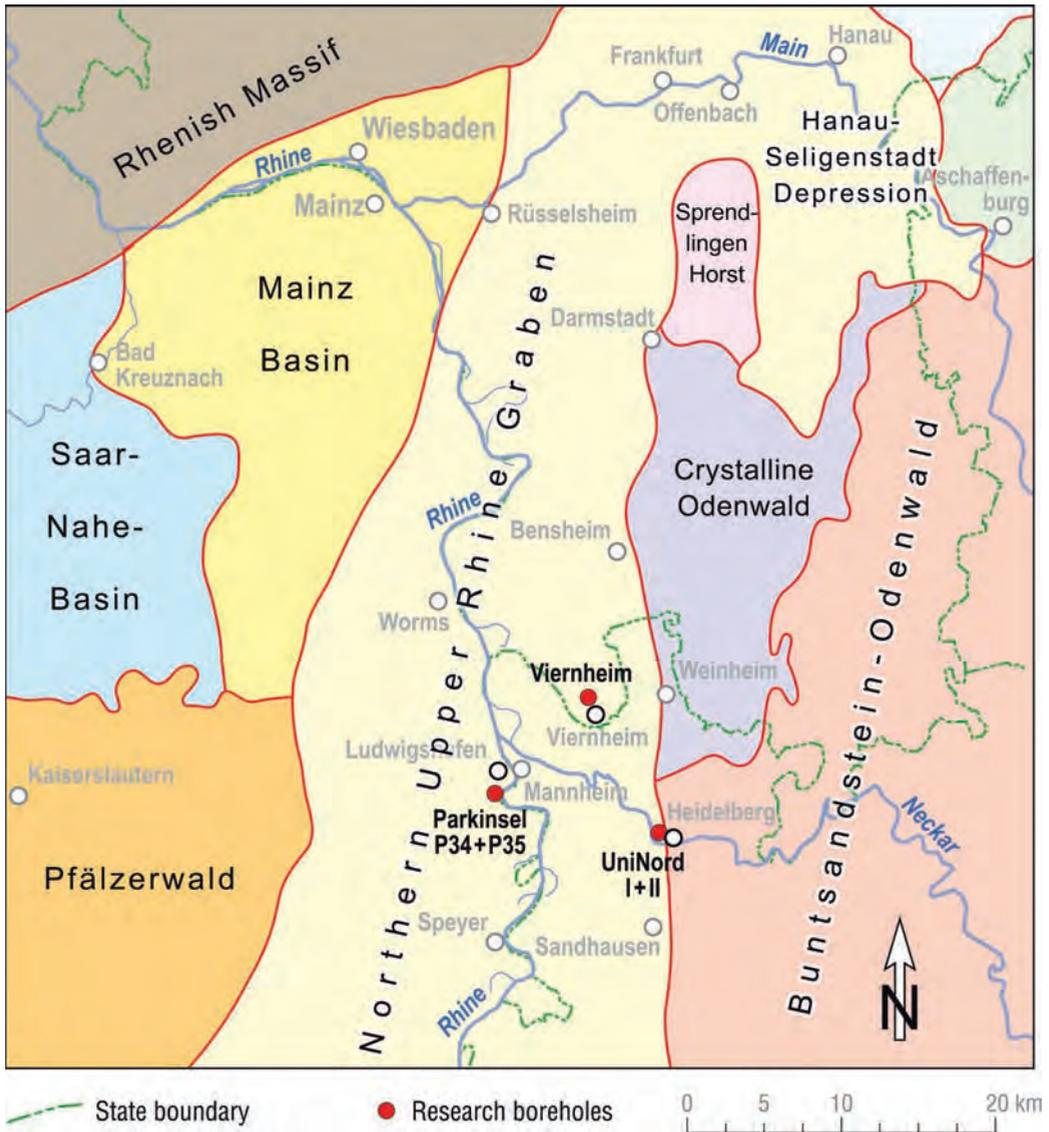 Rhenish Massif
Wiesbaden
Rhine
Mainz
Frankfurt
Main
Hanau
Offenbach
Hanau-
Seligenstadt
Depression
Aschaffen-
burg
Rüsselsheim
Sprend-
lingen
Horst
Mainz
Basin
Darmstadt
Bad
Kreuznach
Saar-
Nahe-
Basin
Northern Upper Rhine Graben
Rhine
Crystalline
Odenwald
Bensheim
Worms
Viernheim
Viernheim
Weinheim
Buntsandstein-Odenwald
Ludwigshafen
Mannheim
Parkinsel
P34+P35
Heidelberg
UniNord
I+II
Neckar
Kaiserslautern
Pfälzerwald
Speyer
Sandhausen
Rhine
N
State boundary
Research boreholes
0 5 10 20 km